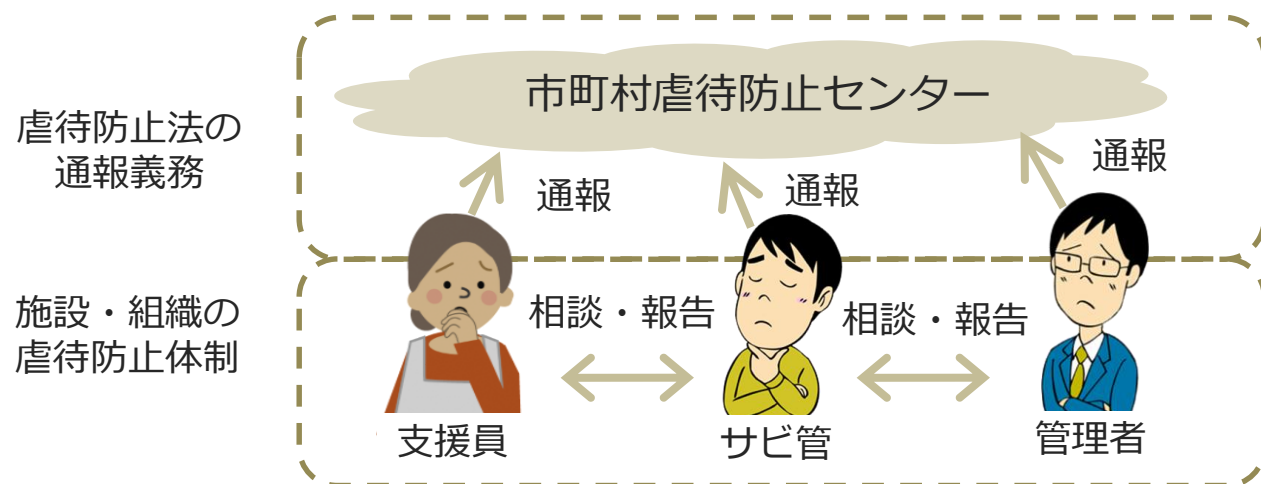 市町村虐待防止センター
虐待防止法の
通報義務
通報
通報
通報
施設・組織の
虐待防止体制
相談・報告
相談・報告
支援員
サビ管
管理者